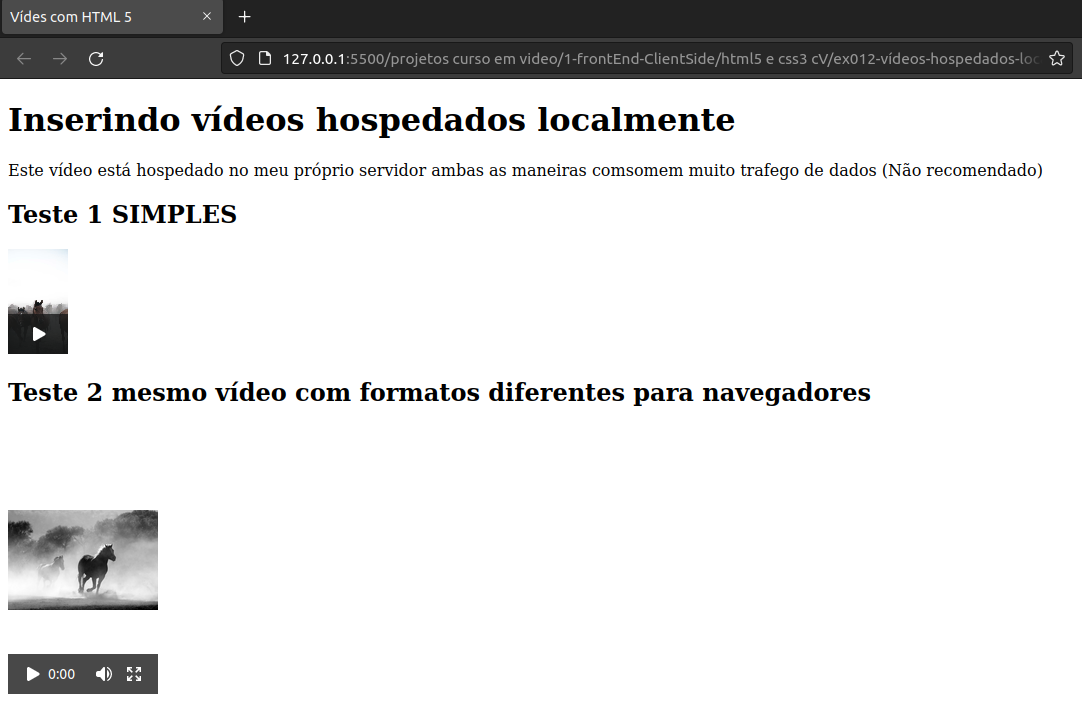 Vídes com HTML 5
127.0.0.1:5500/projetos curso em video/1-frontEnd-ClientSide/html5 e css3 cV/ex012-vídeos-hospedados-loc
Inserindo vídeos hospedados localmente
Este vídeo está hospedado no meu próprio servidor ambas as maneiras comsomem muito trafego de dados (Não recomendado)
Teste 1 SIMPLES
Teste 2 mesmo vídeo com formatos diferentes para navegadores
0:00